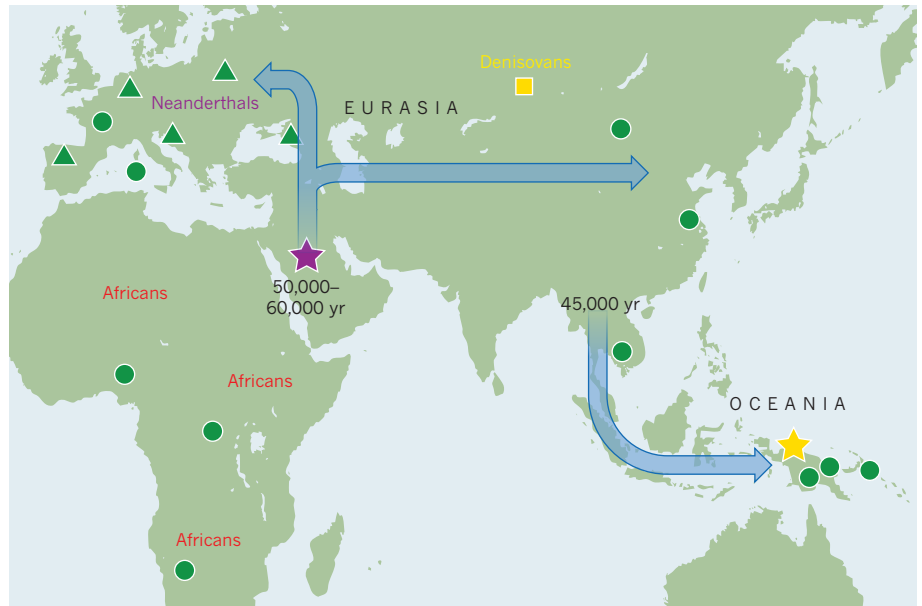 Denisovans
Neanderthals
EURASIA
Africans
50,000–
60,000 yr
45,000 yr
Africans
OCEANIA
Africans